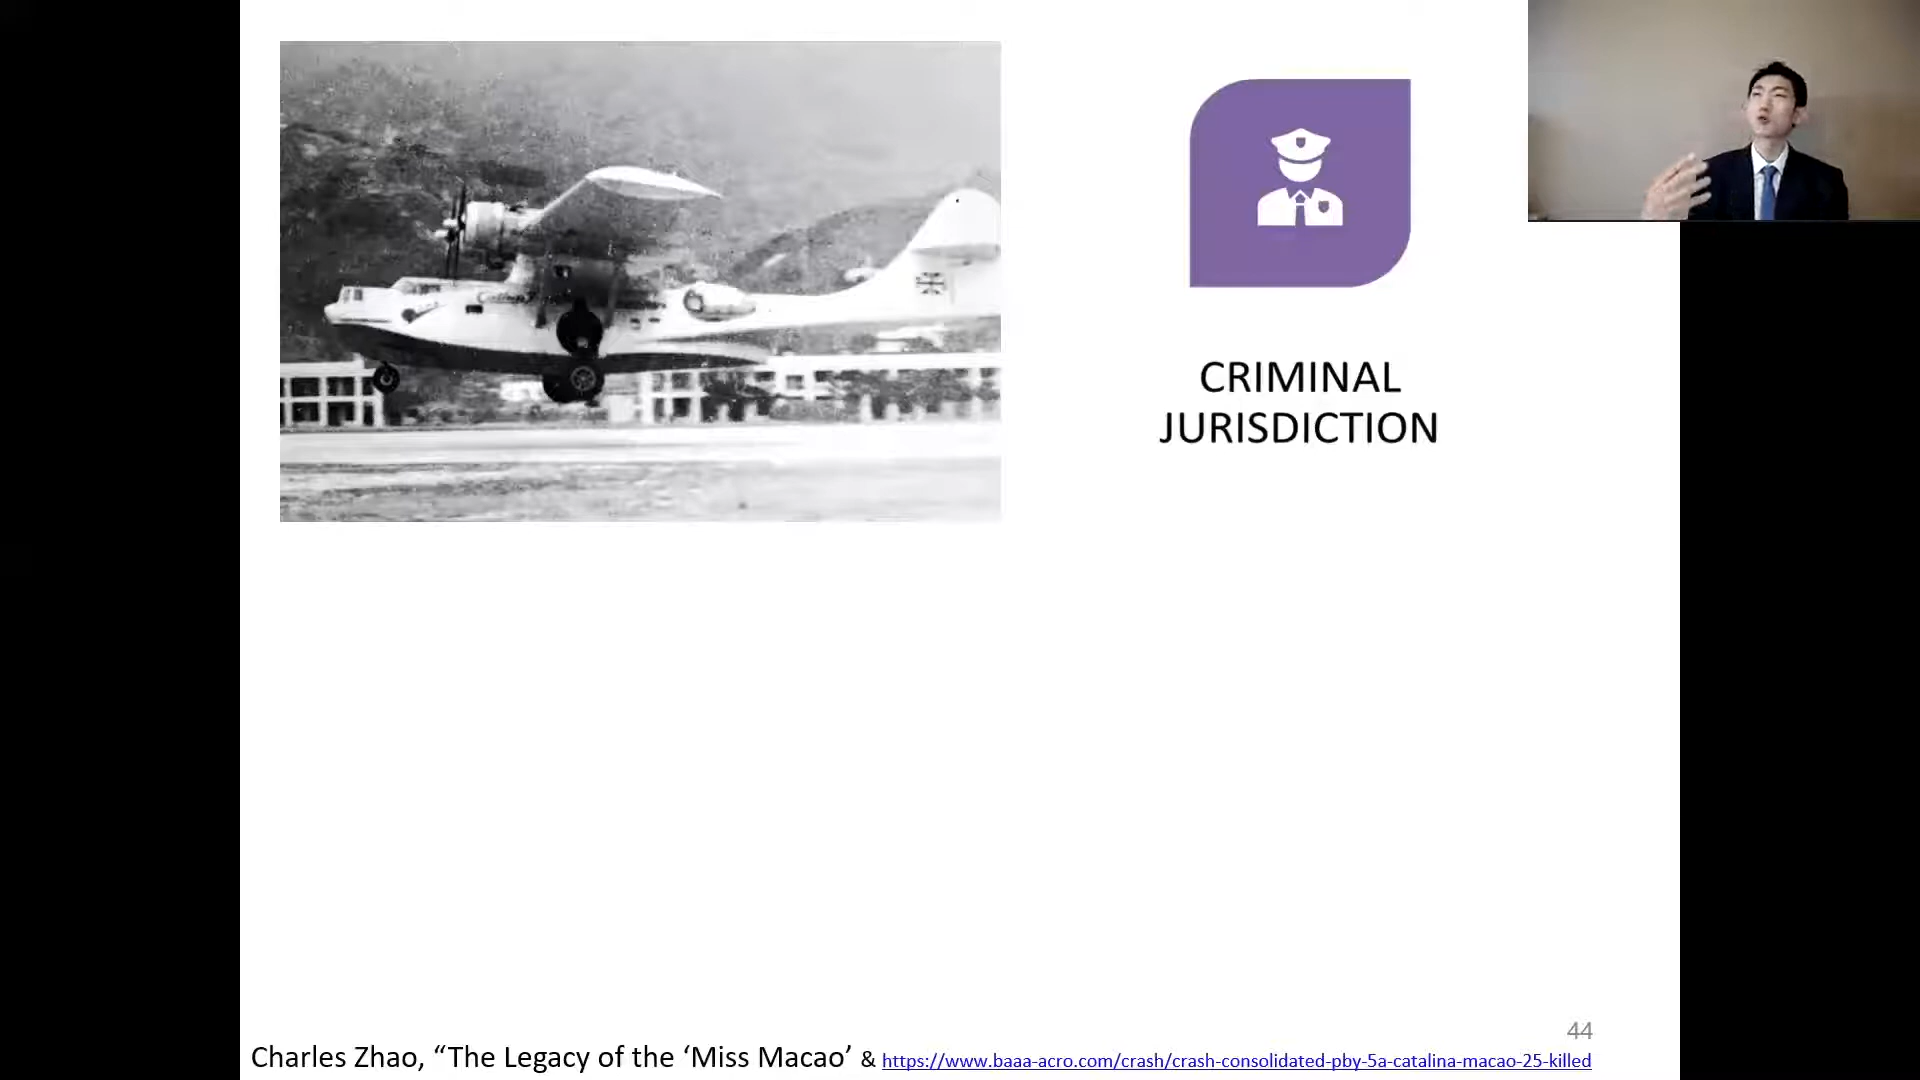 CRIMINAL
JURISDICTION
44
Charles Zhao, “The Legacy of the ‘Miss Macao’ & https://www.baaa-acro.com/crash/crash-consolidated-pby-5a-catalina-macao-25-killed